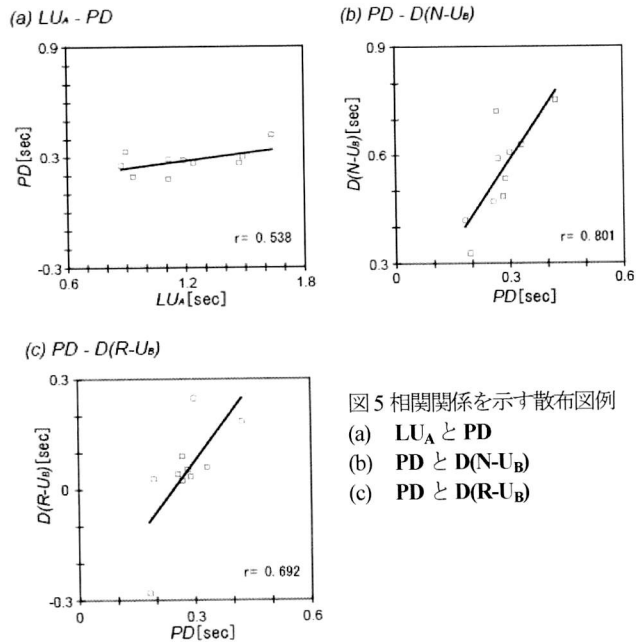 (a) LUA - PD
0.9
0.3
-0.3
PD[sec]
r= 0.538
0.6
1.2
1.8
LUA[sec]
(b) PD - D(N-UB)
0.9
0.6
0.3
D(N-UB)[sec]
r= 0.801
0
0.3
0.6
PD[sec]
(c) PD - D(R-UB)
0.3
0
-0.3
D(R-UB)[sec]
r= 0.692
0
0.3
0.6
PD[sec]
図 5 相関関係を示す散布図例
(a) LUA と PD
(b) PD と D(N-UB)
(c) PD と D(R-UB)